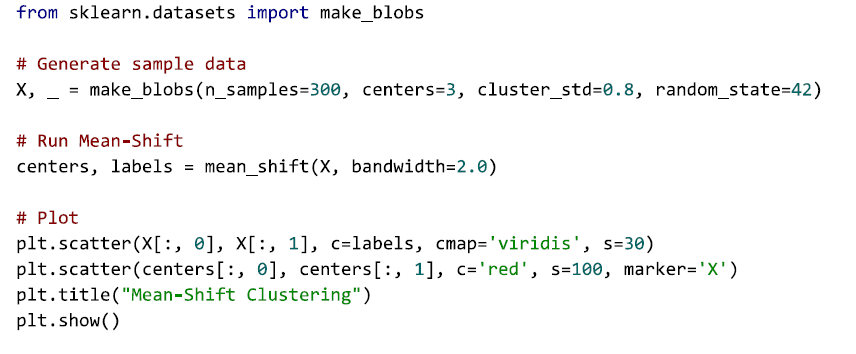 from sklearn.datasets import make_blobs
# Generate sample data
X, _ = make_blobs(n_samples=300, centers=3, cluster_std=0.8, random_state=42)
# Run Mean-Shift
centers, labels = mean_shift(X, bandwidth=2.0)
# Plot
plt.scatter(X[:, 0], X[:, 1], c=labels, cmap='viridis', s=30)
plt.scatter(centers[:, 0], centers[:, 1], c='red', s=100, marker='X')
plt.title("Mean-Shift Clustering")
plt.show()